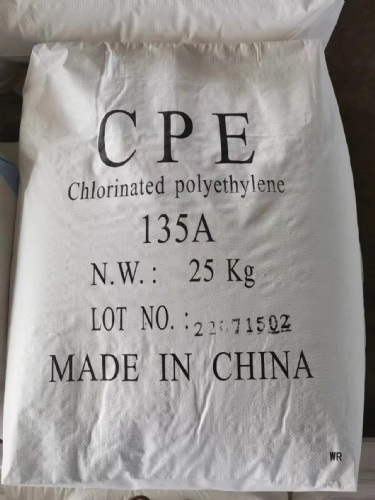 CPE
Chlorinated polyethylene
135A
N.W.: 25 Kg
LOT NO.:
MADE IN CHINA
WR